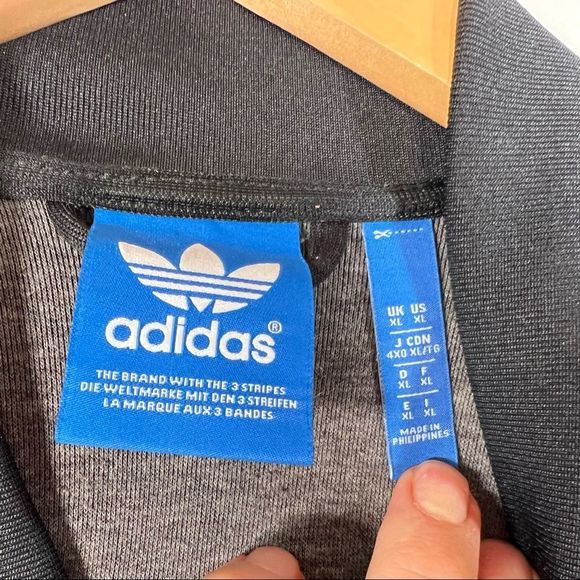 adidas®
THE BRAND WITH THE 3 STRIPES
DIE WELTMARKE MIT DEN 3 STREIFEN
LA MARQUE AUX 3 BANDES
UK US
XL XL
J CDN
4XO XL/TG
D F
XL XL
E I
XL XL
MADE IN
PHILIPPINES